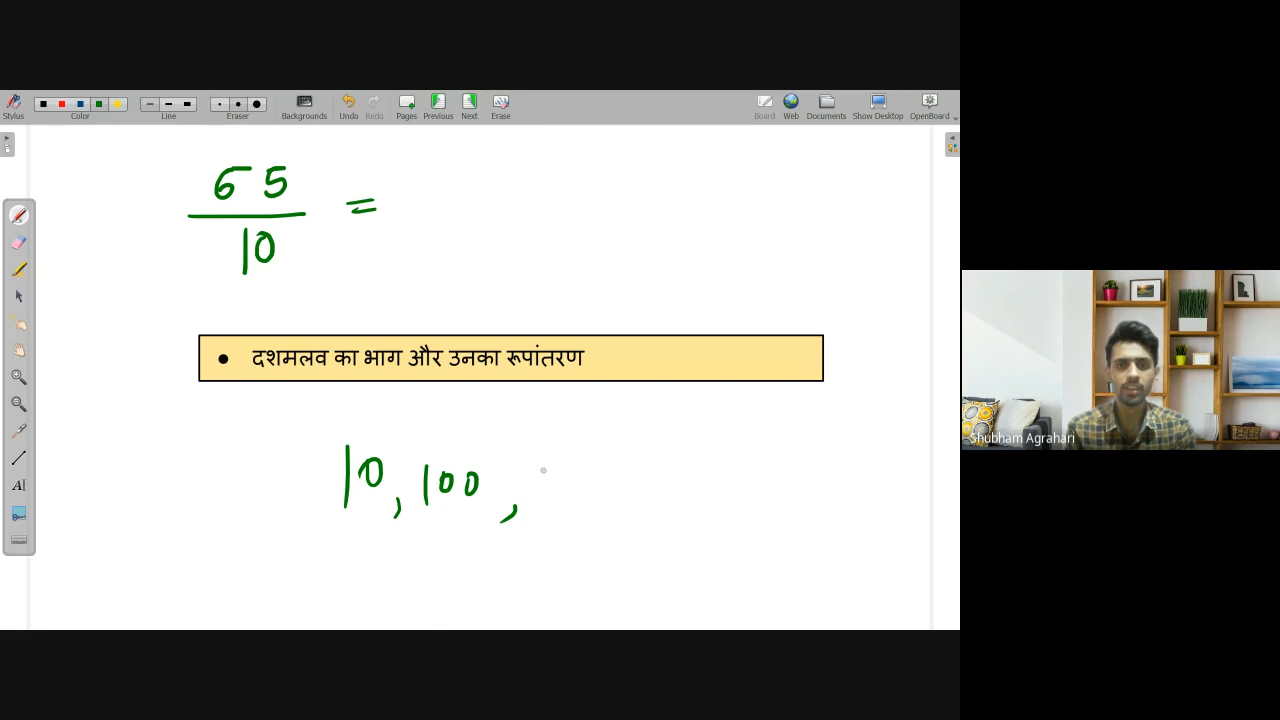 Stylus Color Line Eraser Backgrounds Undo Redo Pages Previous Next Erase Board Web Documents Show Desktop OpenBoard
65
10
=
● दशमलव का भाग और उनका रूपांतरण
10, 100,
Shubham Agrahari